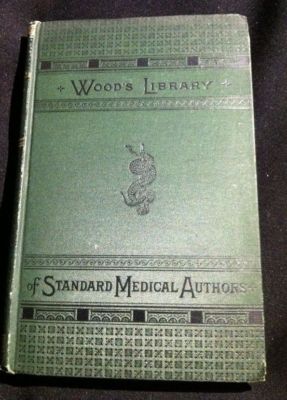 WOOD'S LIBRARY
of STANDARD MEDICAL AUTHORS